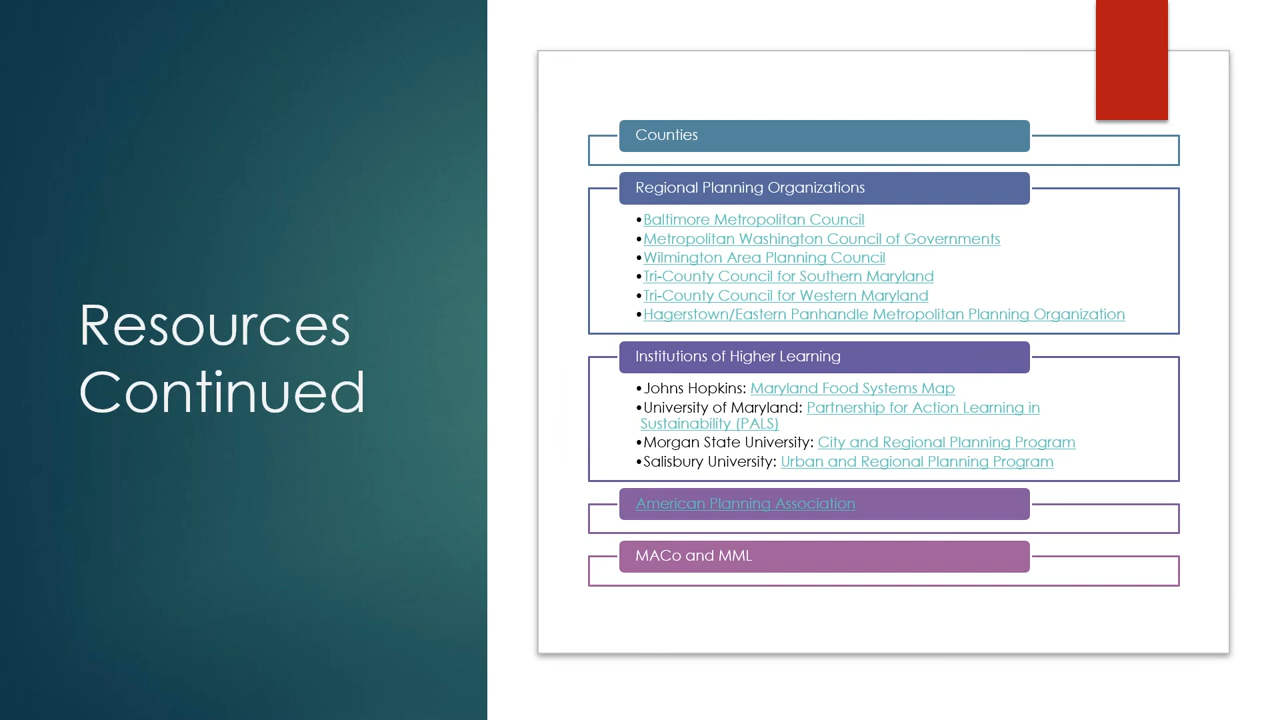 Resources
Continued
Counties
Regional Planning Organizations
•Baltimore Metropolitan Council
•Metropolitan Washington Council of Governments
•Wilmington Area Planning Council
•Tri-County Council for Southern Maryland
•Tri-County Council for Western Maryland
•Hagerstown/Eastern Panhandle Metropolitan Planning Organization
Institutions of Higher Learning
•Johns Hopkins: Maryland Food Systems Map
•University of Maryland: Partnership for Action Learning in
Sustainability (PALS)
•Morgan State University: City and Regional Planning Program
•Salisbury University: Urban and Regional Planning Program
American Planning Association
MACo and MML